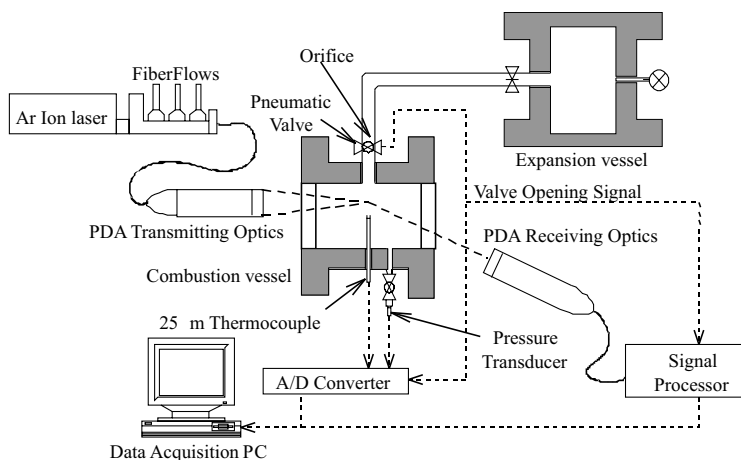 FiberFlows
Orifice
Ar Ion laser
Pneumatic
Valve
Expansion vessel
Valve Opening Signal
PDA Transmitting Optics
PDA Receiving Optics
Combustion vessel
25 m Thermocouple
Pressure
Transducer
A/D Converter
Signal
Processor
Data Acquisition PC